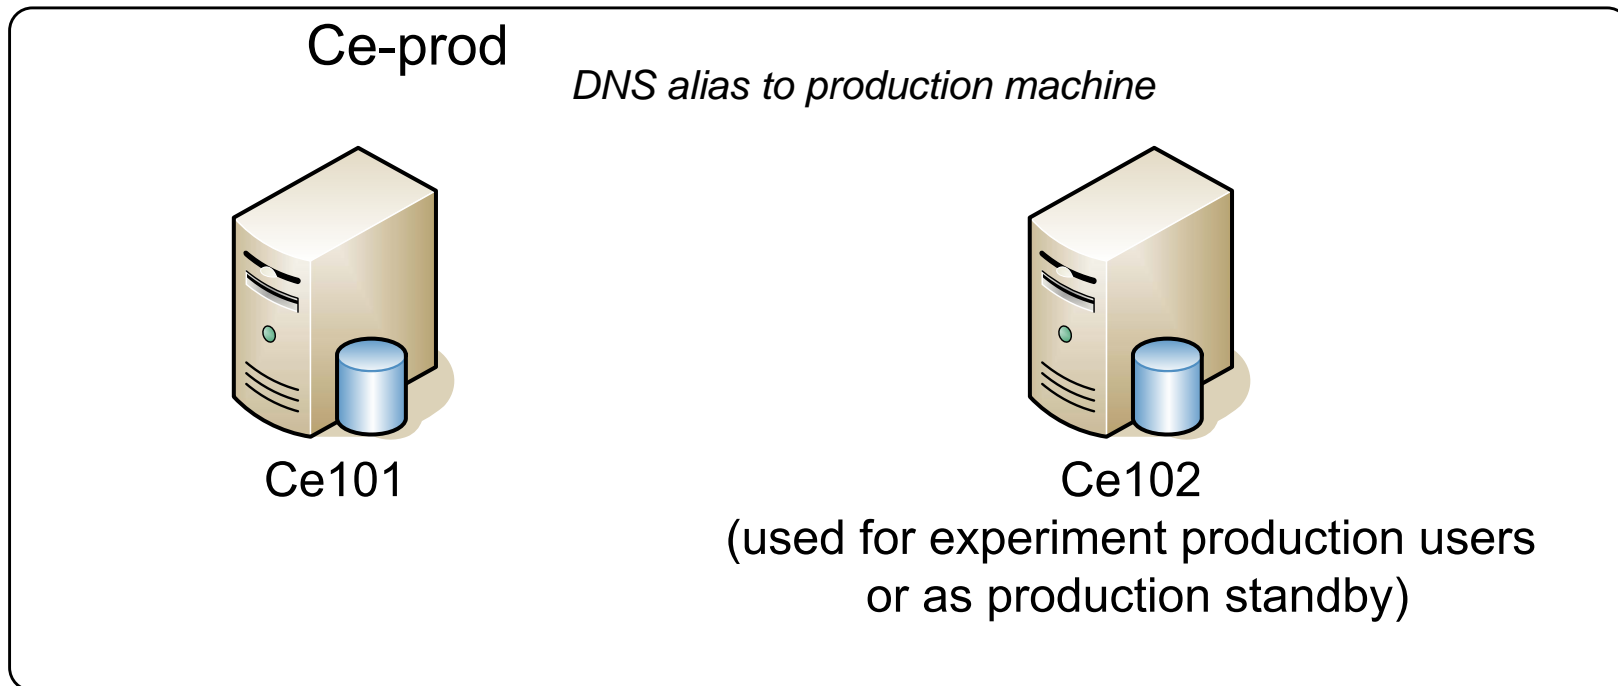 Ce-prod
DNS alias to production machine
Ce101
Ce102
(used for experiment production users
or as production standby)